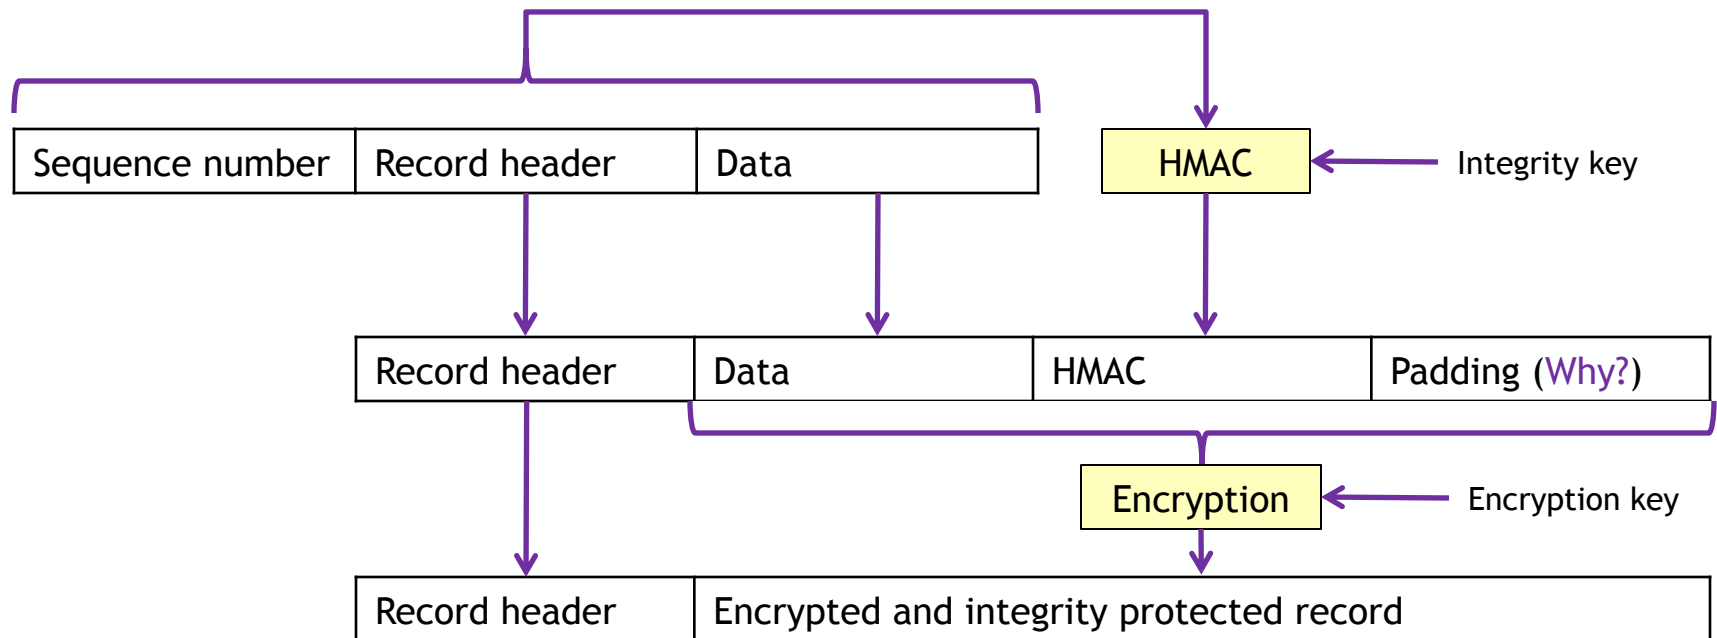 Sequence number Record header Data HMAC Integrity key
Record header Data HMAC Padding (Why?)
Encryption Encryption key
Record header Encrypted and integrity protected record